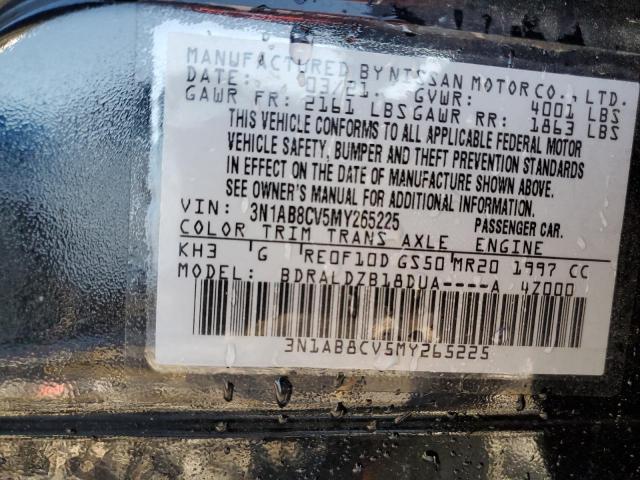 MANUFACTURED BY NISSAN MOTOR CO., LTD.
DATE: 03/21 GVWR: 4001 LBS
GAWR FR: 2161 LBS GAWR RR: 1863 LBS
THIS VEHICLE CONFORMS TO ALL APPLICABLE FEDERAL MOTOR
VEHICLE SAFETY, BUMPER AND THEFT PREVENTION STANDARDS
IN EFFECT ON THE DATE OF MANUFACTURE SHOWN ABOVE.
SEE OWNER'S MANUAL FOR ADDITIONAL INFORMATION.
VIN: 3N1AB8CV5MY265225 PASSENGER CAR.
COLOR TRIM TRANS AXLE ENGINE
KH3 G RE0F10D GS50 MR20 1997 CC
MODEL: BDRALDZB18DUA----A 4Z000
3N1AB8CV5MY265225